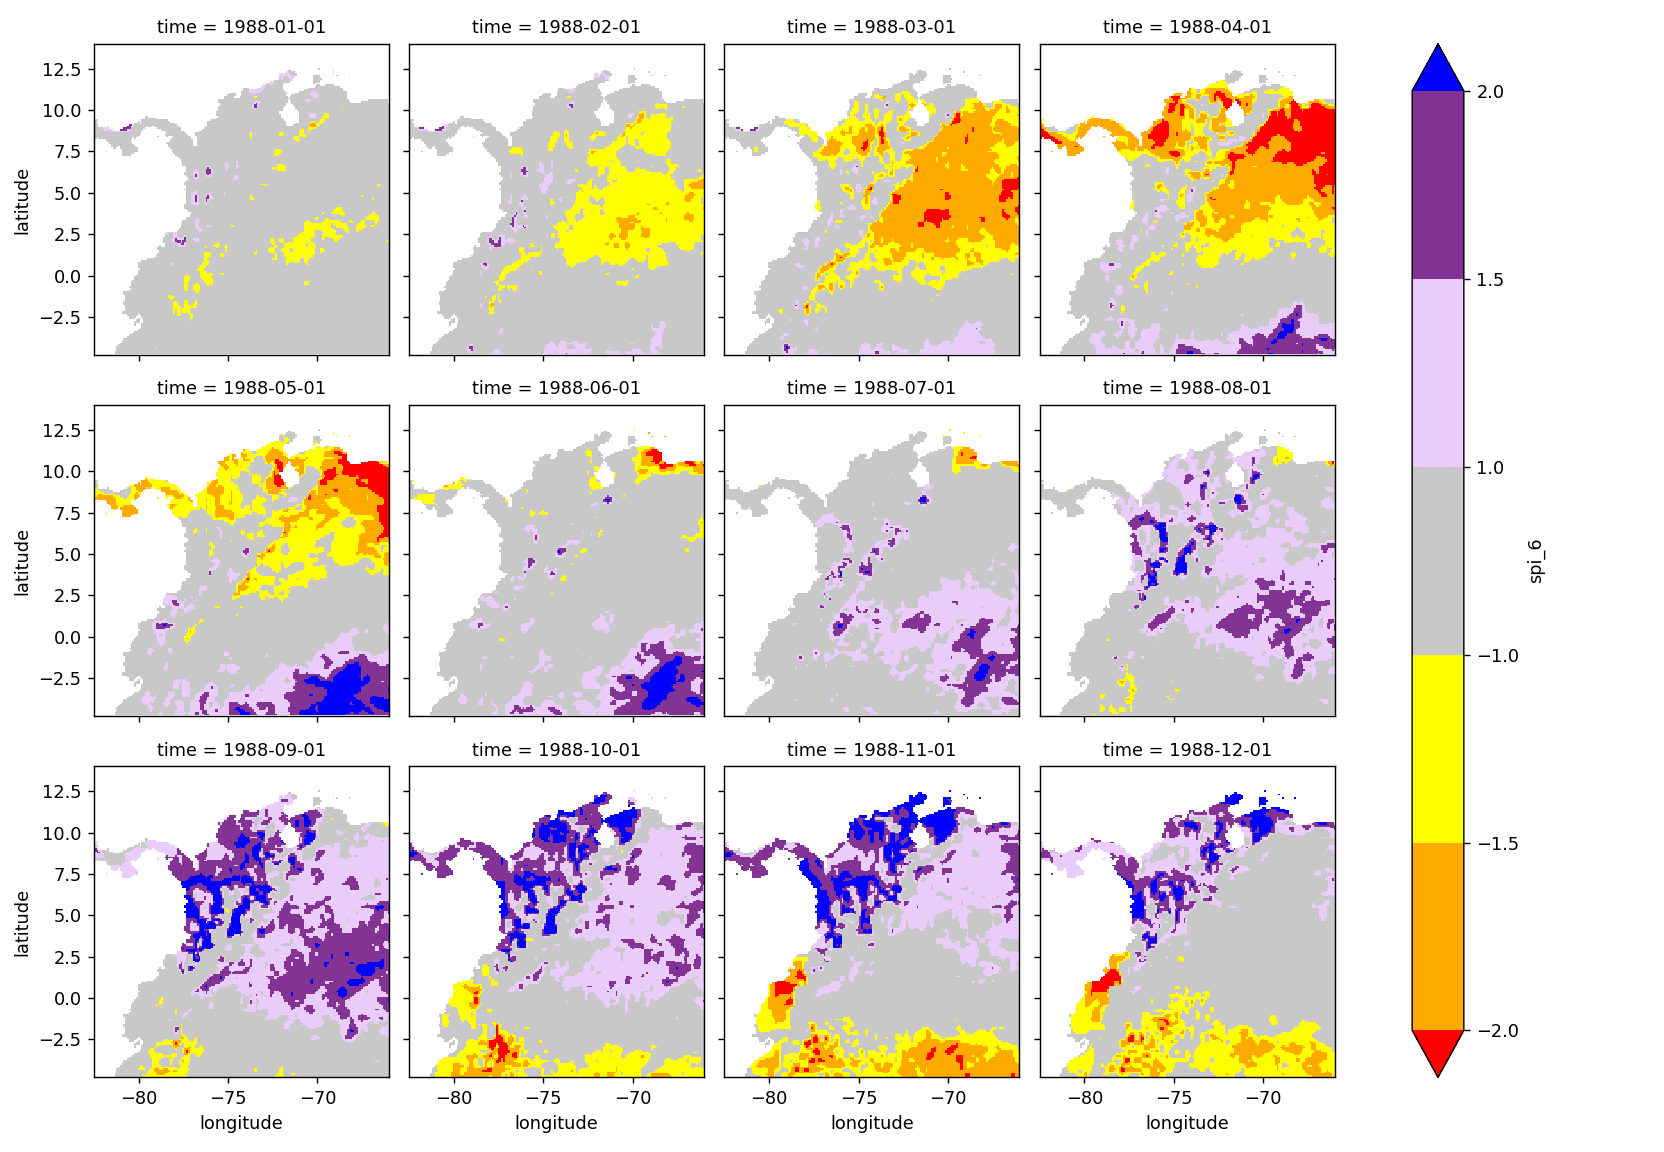 time = 1988-01-01
time = 1988-02-01
time = 1988-03-01
time = 1988-04-01
12.5
10.0
7.5
5.0
2.5
0.0
−2.5
latitude
time = 1988-05-01
time = 1988-06-01
time = 1988-07-01
time = 1988-08-01
12.5
10.0
7.5
5.0
2.5
0.0
−2.5
latitude
time = 1988-09-01
time = 1988-10-01
time = 1988-11-01
time = 1988-12-01
12.5
10.0
7.5
5.0
2.5
0.0
−2.5
latitude
−80 −75 −70
longitude
−80 −75 −70
longitude
−80 −75 −70
longitude
−80 −75 −70
longitude
2.0
1.5
1.0
−1.0
−1.5
−2.0
spi_6